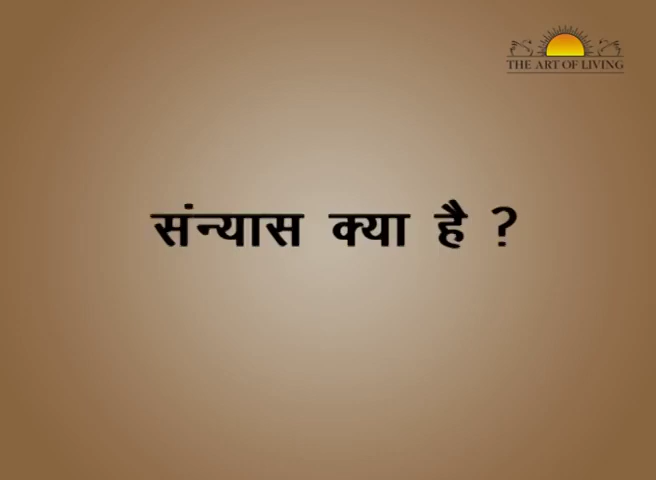 THE ART OF LIVING
संन्यास क्या है ?